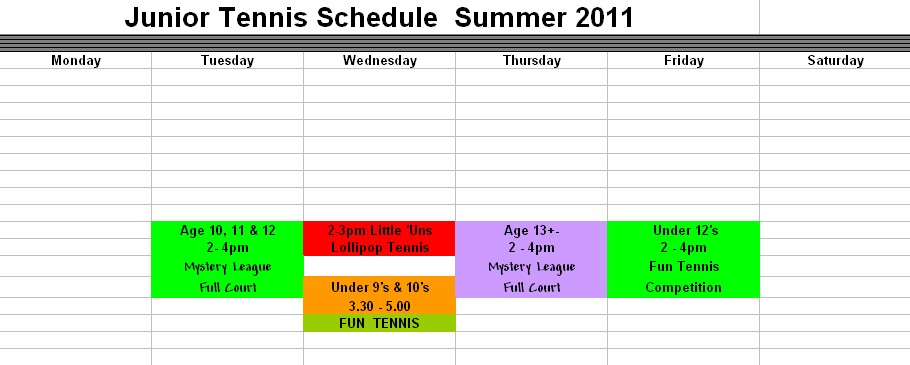 Junior Tennis Schedule  Summer 2011
Monday Tuesday Wednesday Thursday Friday Saturday
Age 10, 11 & 12
2- 4pm
Mystery League
Full Court
2-3pm Little 'Uns
Lollipop Tennis
Under 9's & 10's
3.30 - 5.00
FUN TENNIS
Age 13+-
2 - 4pm
Mystery League
Full Court
Under 12's
2 - 4pm
Fun Tennis
Competition